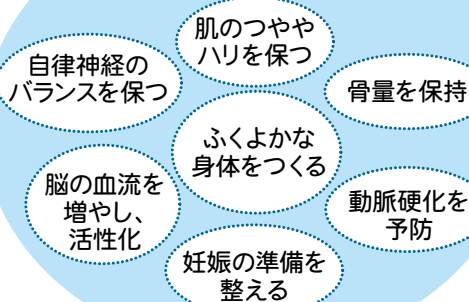 肌のつやや
ハリを保つ
自律神経の
バランスを保つ
骨量を保持
ふくよかな
身体をつくる
脳の血流を
増やし、
活性化
動脈硬化を
予防
妊娠の準備を
整える